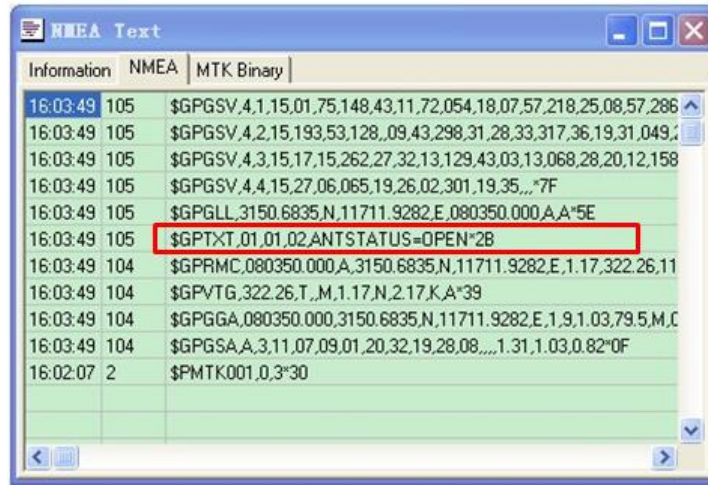 NMEA Text
Information NMEA MTK Binary
16:03:49 105 $GPGSV,4,1,15,01,75,148,43,11,72,054,18,07,57,218,25,08,57,286
16:03:49 105 $GPGSV,4,2,15,193,53,128,,09,43,298,31,28,33,317,36,19,31,049,2
16:03:49 105 $GPGSV,4,3,15,17,15,262,27,32,13,129,43,03,13,068,28,20,12,158
16:03:49 105 $GPGSV,4,4,15,27,06,065,19,26,02,301,19,35,,,*7F
16:03:49 105 $GPGLL,3150.6835,N,11711.9282,E,080350.000,A,A*5E
16:03:49 105 $GPTXT,01,01,02,ANTSTATUS=OPEN*2B
16:03:49 104 $GPRMC,080350.000,A,3150.6835,N,11711.9282,E,1.17,322.26,11
16:03:49 104 $GPVTG,322.26,T,,M,1.17,N,2.17,K,A*39
16:03:49 104 $GPGGA,080350.000,3150.6835,N,11711.9282,E,1,9,1.03,79.5,M,0
16:03:49 104 $GPGSA,A,3,11,07,09,01,20,32,19,28,08,,,,1.31,1.03,0.82*0F
16:02:07 2 $PMTK001,0,3*30